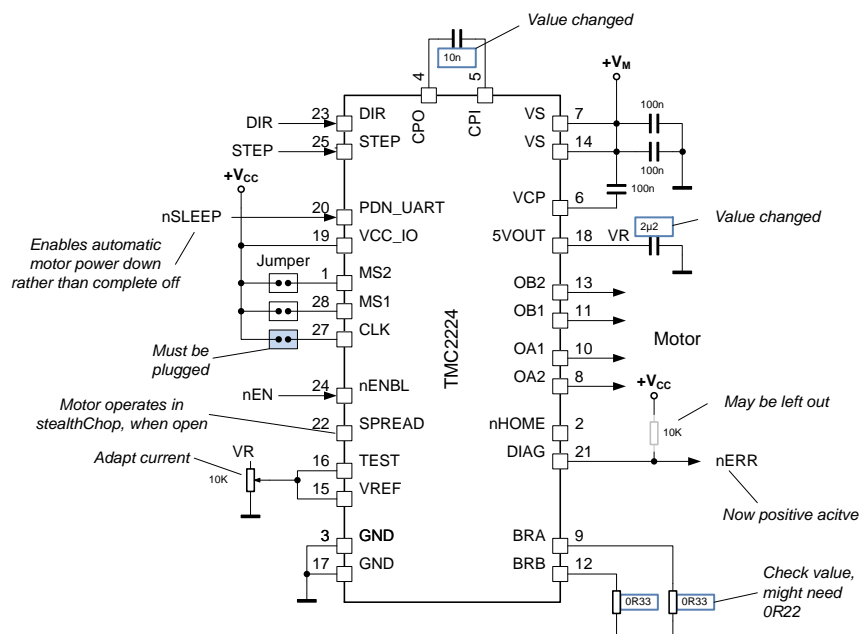 Value changed
10n
4
5
CPO
CPI
+VM
23
DIR
DIR
25
STEP
STEP
+VCC
nSLEEP
20
PDN_UART
19
VCC_IO
Enables automatic
motor power down
rather than complete off
Jumper
1
MS2
28
MS1
27
CLK
Must be
plugged
24
nEN
nENBL
Motor operates in
stealthChop, when open
22
SPREAD
Adapt current
VR
10K
16
TEST
15
VREF
3
GND
17
GND
TMC2224
VS
7
100n
VS
14
100n
100n
VCP
6
5VOUT
18
VR
2µ2
Value changed
OB2
13
OB1
11
Motor
OA1
10
OA2
8
+VCC
May be left out
10K
nHOME
2
DIAG
21
nERR
Now positive acitve
BRA
9
BRB
12
0R33
0R33
Check value,
might need
0R22